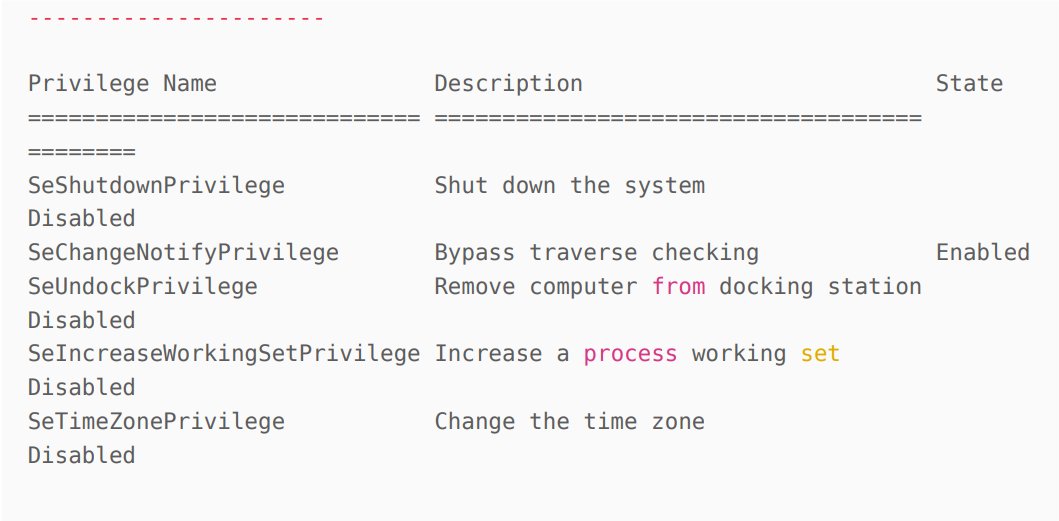 ----------------------
Privilege Name                Description                          State
============================= ====================================
========
SeShutdownPrivilege           Shut down the system
Disabled
SeChangeNotifyPrivilege       Bypass traverse checking             Enabled
SeUndockPrivilege             Remove computer from docking station
Disabled
SeIncreaseWorkingSetPrivilege Increase a process working set
Disabled
SeTimeZonePrivilege           Change the time zone
Disabled